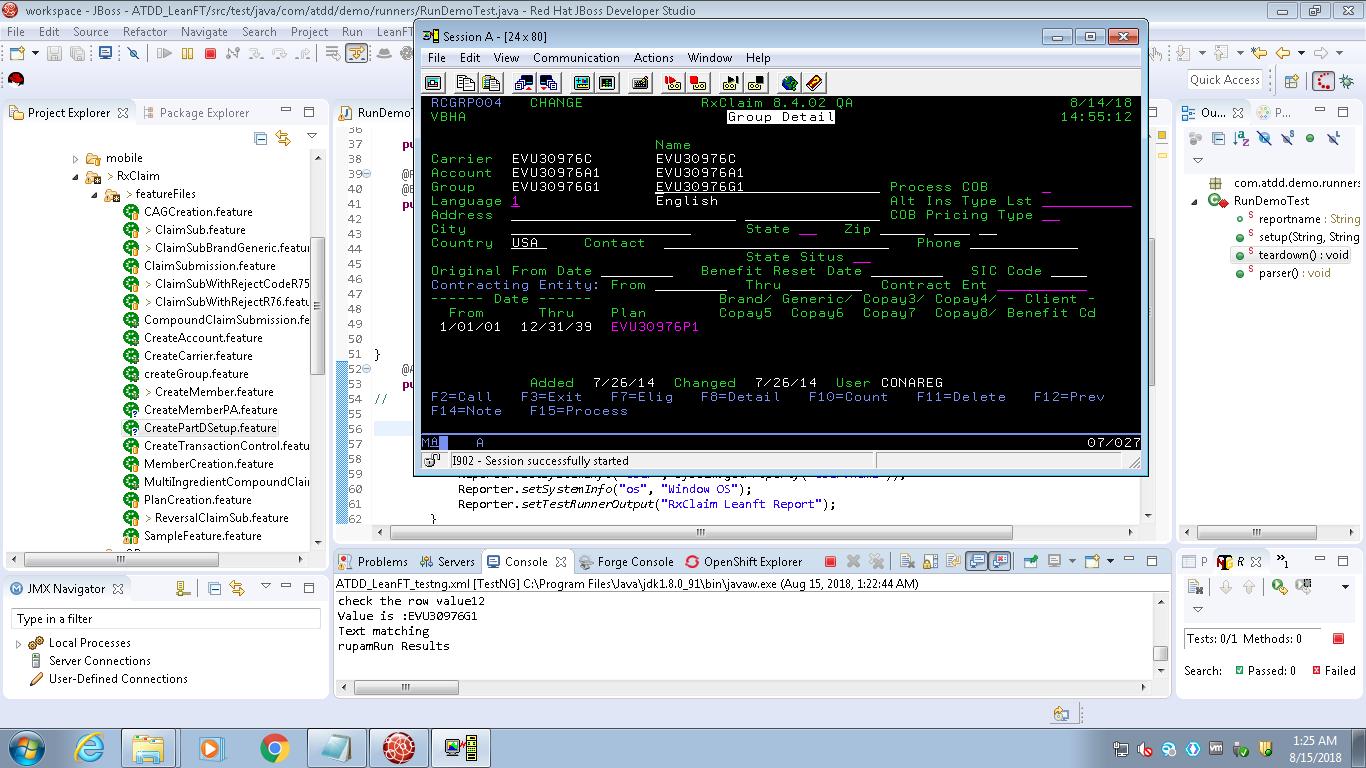 workspace - JBoss - ATDD_LeanFT/src/test/java/com/atdd/demo/runners/RunDemoTest.java - Red Hat JBoss Developer Studio
File Edit Source Refactor Navigate Search Project Run LeanFT
Quick Access
Project Explorer Package Explorer
mobile
> RxClaim
> featureFiles
CAGCreation.feature
> ClaimSub.feature
> ClaimSubBrandGeneric.featur
ClaimSubmission.feature
> ClaimSubWithRejectCodeR75
> ClaimSubWithRejectR76.featu
CompoundClaimSubmission.fe
CreateAccount.feature
CreateCarrier.feature
createGroup.feature
> CreateMember.feature
CreateMemberPA.feature
CreatePartDSetup.feature
CreateTransactionControl.featu
MemberCreation.feature
MultiIngredientCompoundClain
PlanCreation.feature
> ReversalClaimSub.feature
SampleFeature.feature
JMX Navigator
Type in a filter
Local Processes
Server Connections
User-Defined Connections
RunDemo
36
37 pu
38
39 @P
40 @B
41 pu
42
43
44
45
46
47
48
49
50
51 }
52 @A
53 pu
54 //
55
56
57
58
59
60 Reporter.setSystemInfo("os", "Window OS");
61 Reporter.setTestRunnerOutput("RxClaim Leanft Report");
62 }
Session A - [24 x 80]
File Edit View Communication Actions Window Help
RCGRP004 CHANGE RxClaim 8.4.02 QA 8/14/18
VBHA Group Detail 14:55:12
Name
Carrier EVU30976C EVU30976C
Account EVU30976A1 EVU30976A1
Group EVU30976G1 EVU30976G1 Process COB
Language 1 English Alt Ins Type Lst
Address COB Pricing Type
City State Zip
Country USA Contact Phone
State Situs
Original From Date Benefit Reset Date SIC Code
Contracting Entity: From Thru Contract Ent
------ Date ------ Brand/ Generic/ Copay3/ Copay4/ - Client -
From Thru Plan Copay5 Copay6 Copay7 Copay8/ Benefit Cd
1/01/01 12/31/39 EVU30976P1
Added 7/26/14 Changed 7/26/14 User CONAREG
F2=Call F3=Exit F7=Elig F8=Detail F10=Count F11=Delete F12=Prev
F14=Note F15=Process
MA A 07/027
I902 - Session successfully started
Problems Servers Console Forge Console OpenShift Explorer
ATDD_LeanFT_testng.xml [TestNG] C:\Program Files\Java\jdk1.8.0_91\bin\javaw.exe (Aug 15, 2018, 1:22:44 AM)
check the row value12
Value is :EVU30976G1
Text matching
rupamRun Results
Ou... P...
com.atdd.demo.runners
RunDemoTest
reportname : String
setup(String, String
teardown() : void
parser() : void
P R »1
Tests: 0/1 Methods: 0
Search: Passed: 0 Failed
1:25 AM
8/15/2018